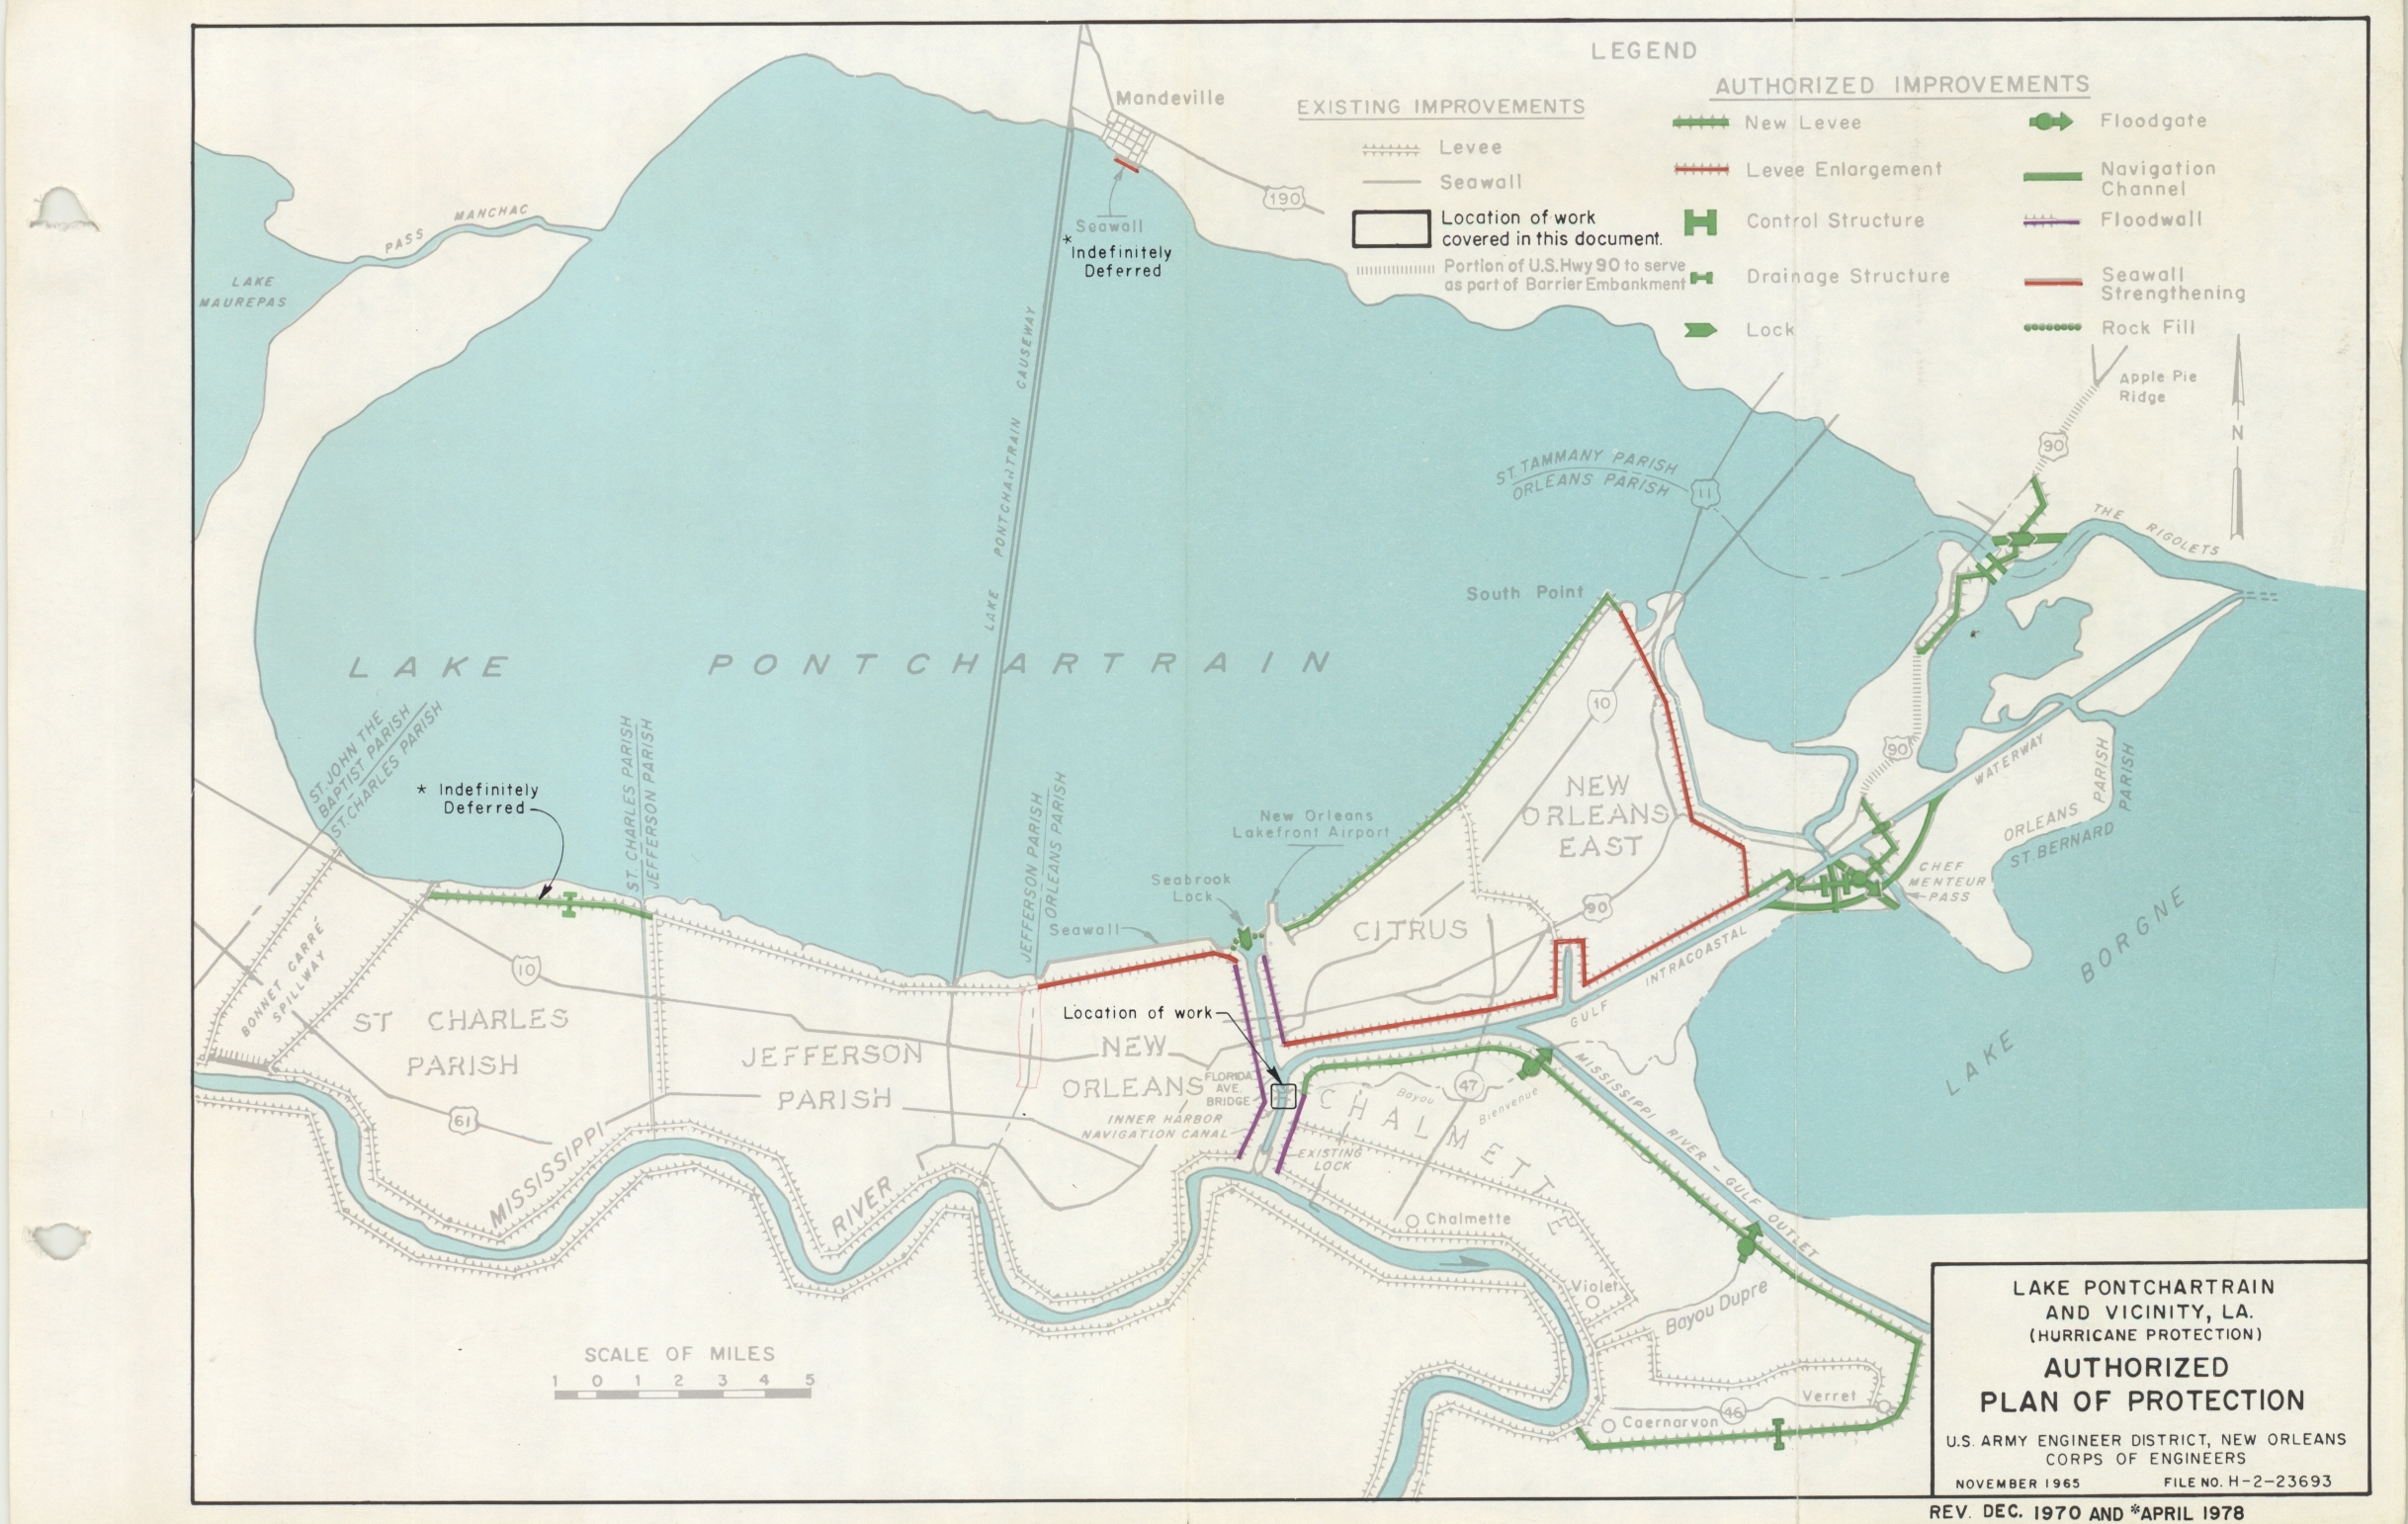 LEGEND
EXISTING IMPROVEMENTS
Levee
Seawall
Location of work
covered in this document.
Portion of U.S. Hwy 90 to serve
as part of Barrier Embankment
AUTHORIZED IMPROVEMENTS
New Levee
Levee Enlargement
Control Structure
Drainage Structure
Lock
Floodgate
Navigation
Channel
Floodwall
Seawall
Strengthening
Rock Fill
Mandeville
190
Seawall
* Indefinitely
Deferred
PASS MANCHAC
LAKE
MAUREPAS
LAKE PONTCHARTRAIN CAUSEWAY
Apple Pie
Ridge
N
90
ST. TAMMANY PARISH
ORLEANS PARISH
11
THE RIGOLETS
South Point
LAKE PONTCHARTRAIN
10
NEW
ORLEANS
EAST
90
WATERWAY
ORLEANS PARISH
ST. BERNARD PARISH
ST. JOHN THE
BAPTIST PARISH
ST. CHARLES PARISH
* Indefinitely
Deferred
ST. CHARLES PARISH
JEFFERSON PARISH
JEFFERSON PARISH
ORLEANS PARISH
New Orleans
Lakefront Airport
Seabrook
Lock
Seawall
CITRUS
90
CHEF
MENTEUR
PASS
LAKE BORGNE
GULF INTRACOASTAL
BONNET CARRÉ
SPILLWAY
10
ST CHARLES
PARISH
61
JEFFERSON
PARISH
Location of work
NEW
ORLEANS
FLORIDA
AVE.
BRIDGE
INNER HARBOR
NAVIGATION CANAL
EXISTING
LOCK
CHALMETTE
47
Bayou Bienvenue
MISSISSIPPI RIVER - GULF OUTLET
MISSISSIPPI RIVER
Chalmette
Violet
Bayou Dupre
Verret
46
Caernarvon
SCALE OF MILES
1 0 1 2 3 4 5
LAKE PONTCHARTRAIN
AND VICINITY, LA.
(HURRICANE PROTECTION)
AUTHORIZED
PLAN OF PROTECTION
U.S. ARMY ENGINEER DISTRICT, NEW ORLEANS
CORPS OF ENGINEERS
NOVEMBER 1965 FILE NO. H-2-23693
REV. DEC. 1970 AND *APRIL 1978